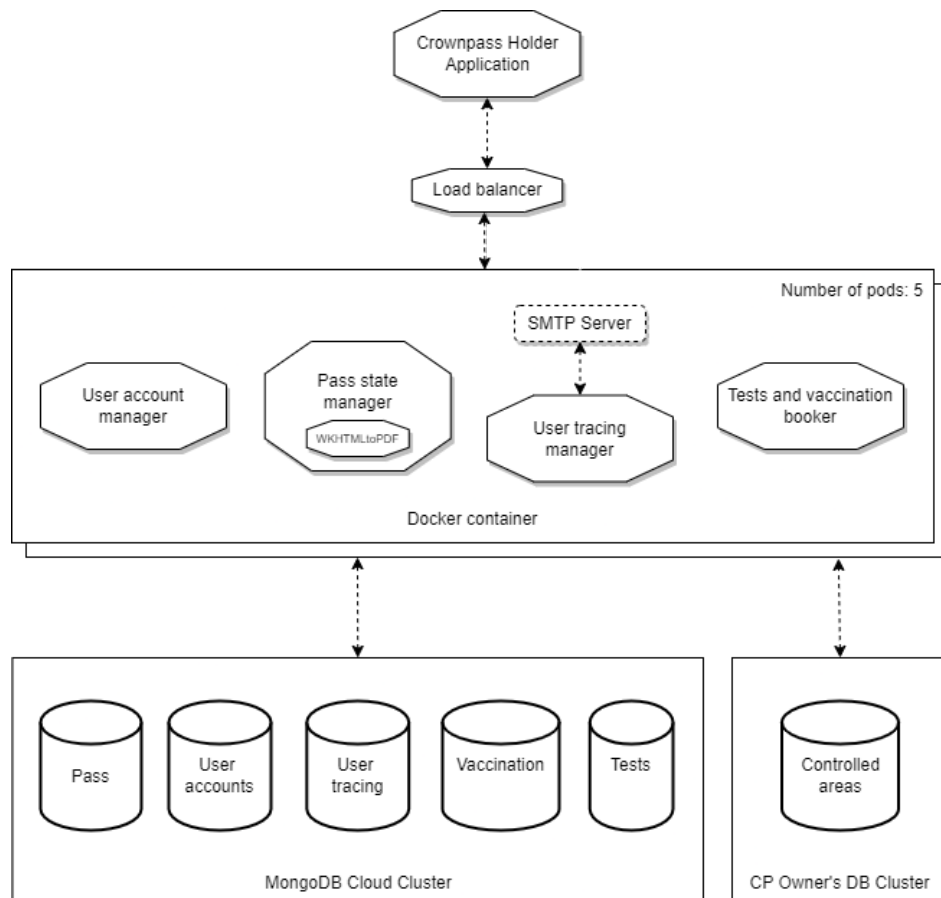 Crownpass Holder
Application
Load balancer
Number of pods: 5
SMTP Server
User account
manager
Pass state
manager
WKHTMLtoPDF
User tracing
manager
Tests and vaccination
booker
Docker container
Pass
User
accounts
User
tracing
Vaccination
Tests
Controlled
areas
MongoDB Cloud Cluster
CP Owner's DB Cluster